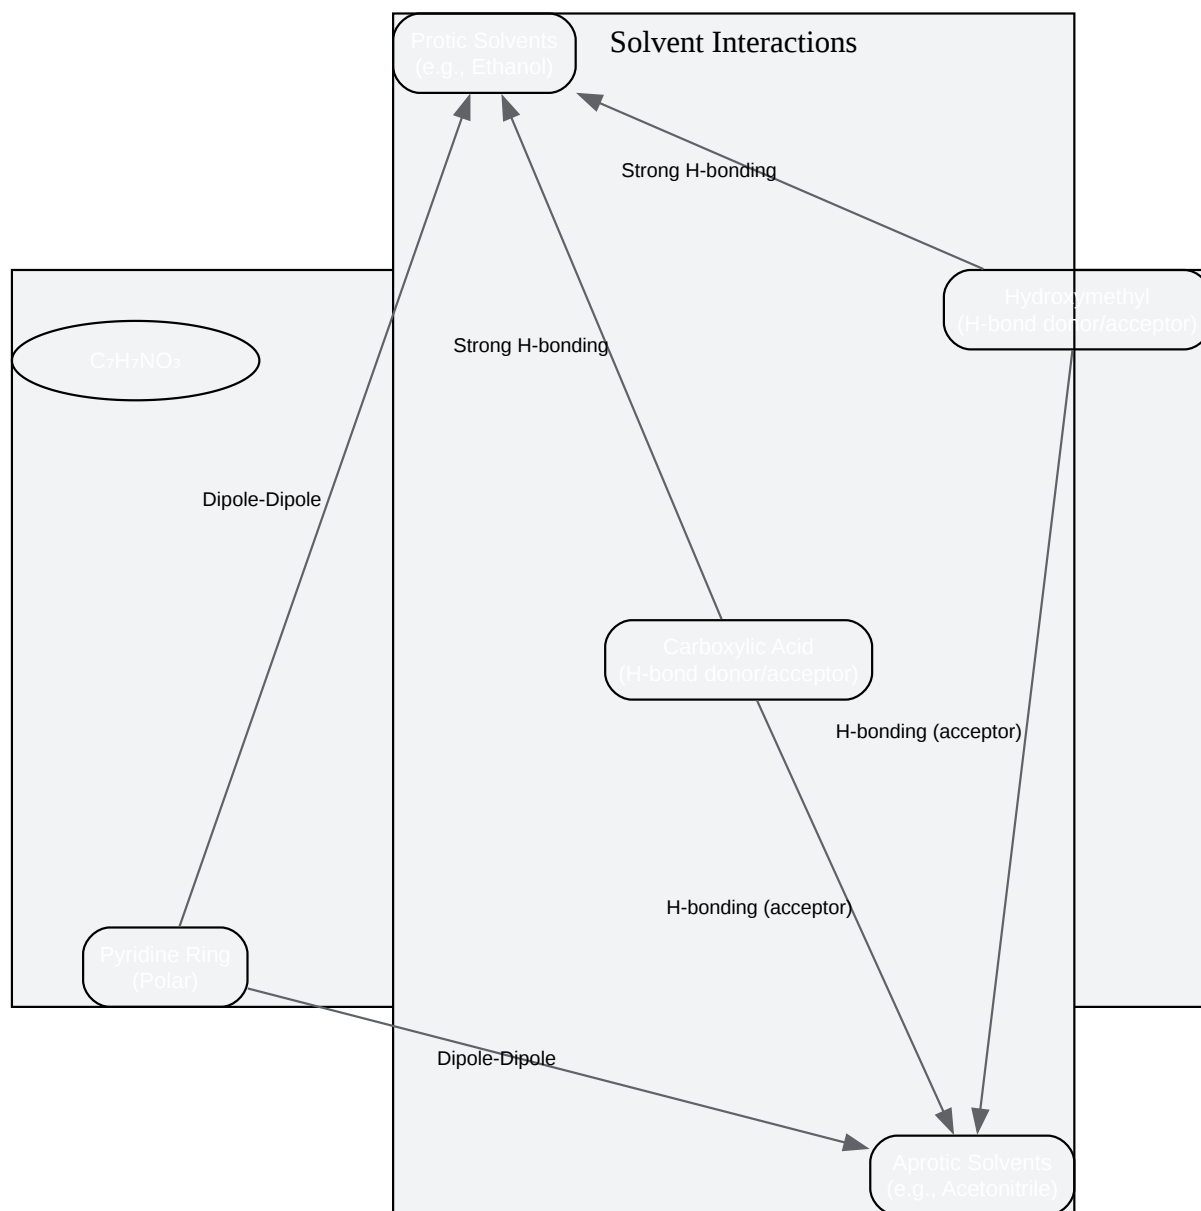 Protic Solvents
(e.g., Ethanol)
Solvent Interactions
Strong H-bonding
Hydroxymethyl
(H-bond donor/acceptor)
Strong H-bonding
C₇H₇NO₃
Dipole-Dipole
Carboxylic Acid
(H-bond donor/acceptor)
H-bonding (acceptor)
H-bonding (acceptor)
Pyridine Ring
(Polar)
Dipole-Dipole
Aprotic Solvents
(e.g., Acetonitrile)